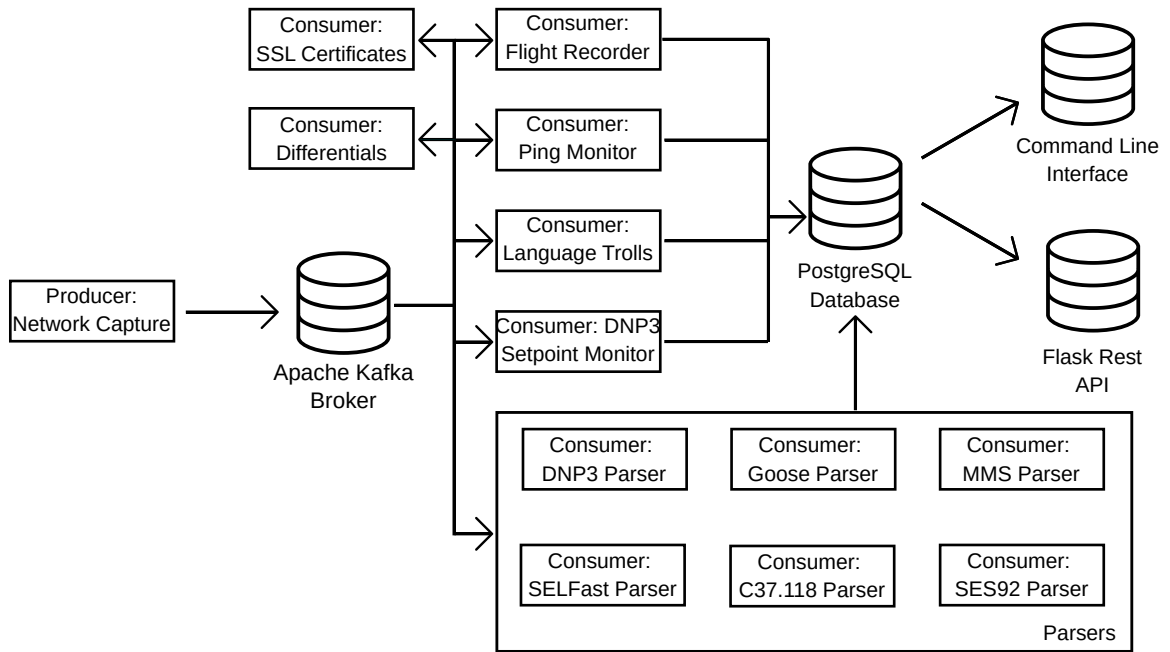 Consumer:
SSL Certificates
Consumer:
Flight Recorder
Consumer:
Differentials
Consumer:
Ping Monitor
Command Line
Interface
Consumer:
Language Trolls
PostgreSQL
Database
Producer:
Network Capture
Apache Kafka
Broker
Consumer: DNP3
Setpoint Monitor
Flask Rest
API
Consumer:
DNP3 Parser
Consumer:
Goose Parser
Consumer:
MMS Parser
Consumer:
SELFast Parser
Consumer:
C37.118 Parser
Consumer:
SES92 Parser
Parsers